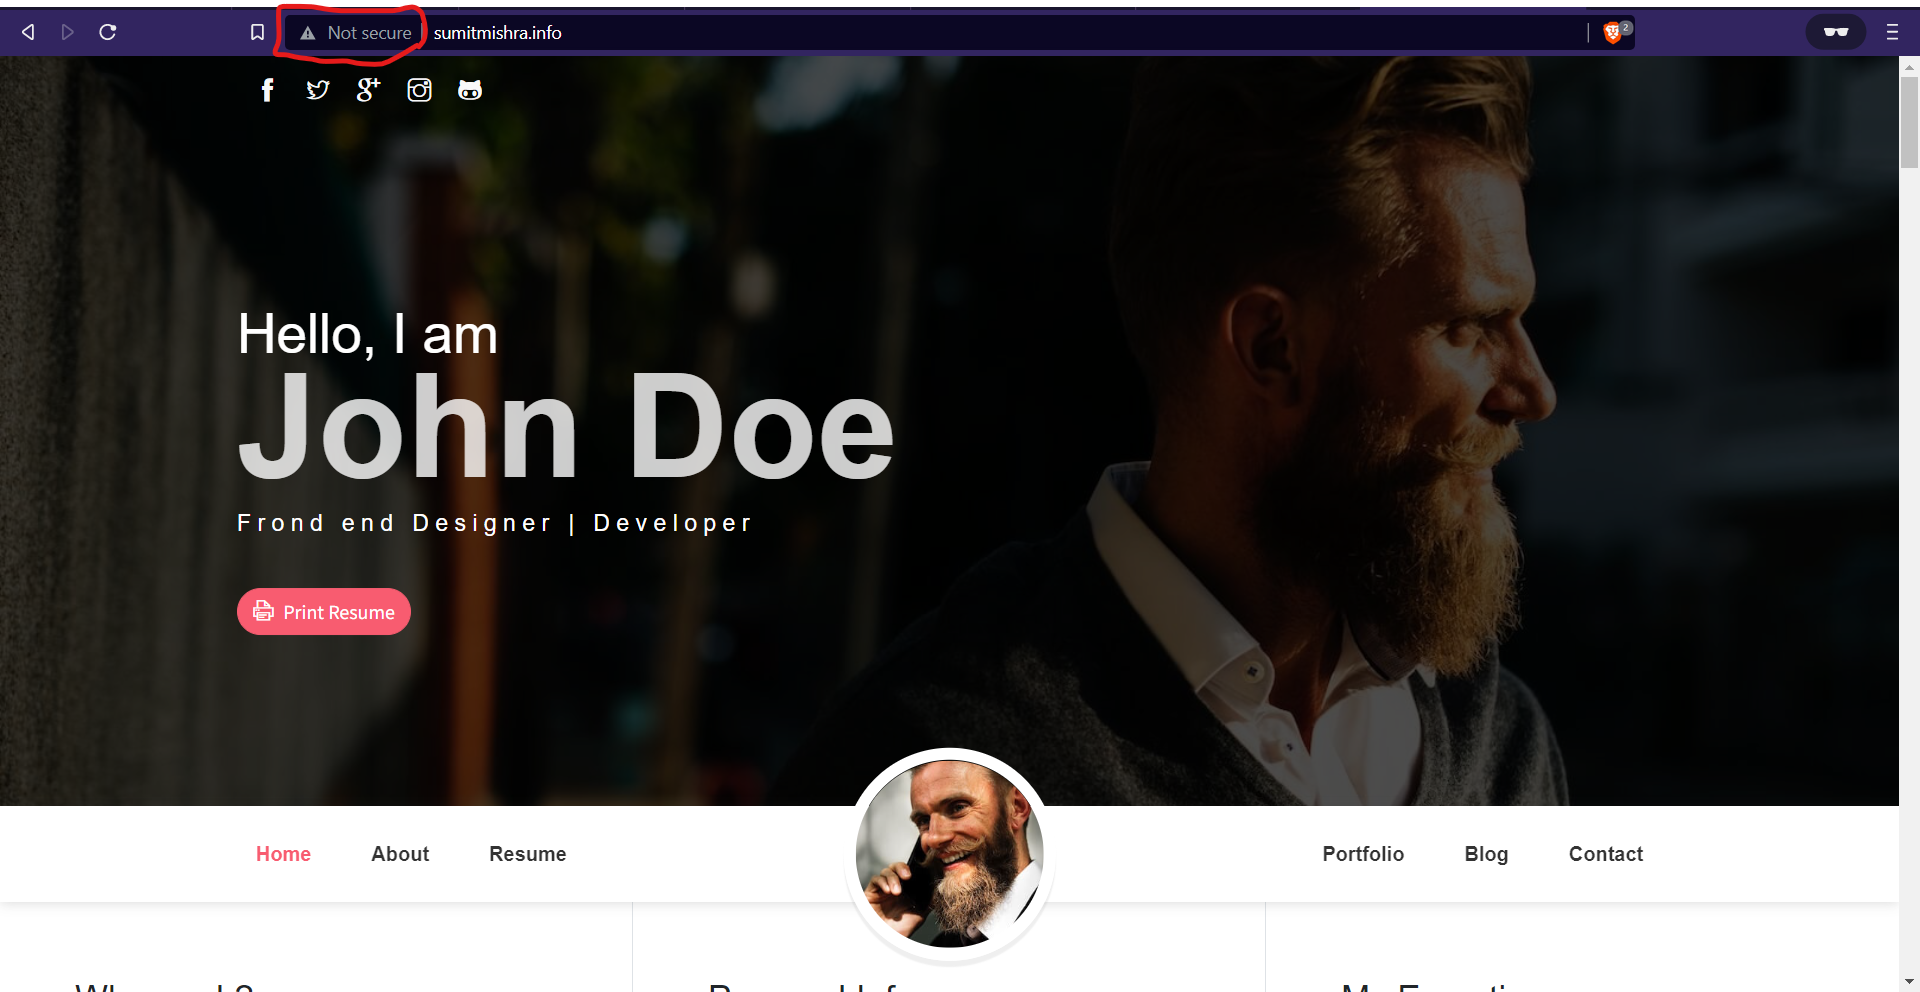 Not secure sumitmishra.info 2
Hello, I am
John Doe
Frond end Designer | Developer
Print Resume
Home About Resume Portfolio Blog Contact